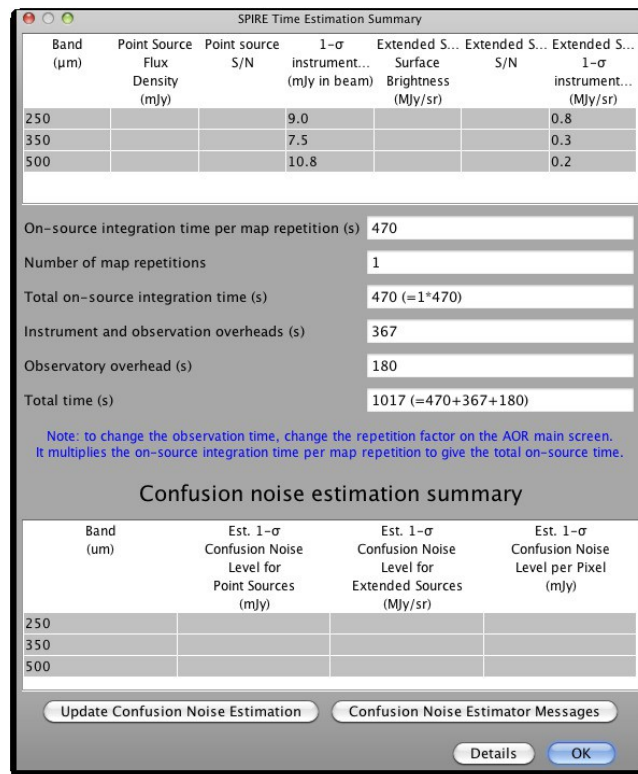 SPIRE Time Estimation Summary
Band Point Source Point source 1-σ Extended S... Extended S... Extended S...
(μm) Flux S/N instrument... Surface S/N 1-σ
Density (mJy in beam) Brightness instrument...
(mJy) (MJy/sr) (MJy/sr)
250 9.0 0.8
350 7.5 0.3
500 10.8 0.2
On-source integration time per map repetition (s) 470
Number of map repetitions 1
Total on-source integration time (s) 470 (=1*470)
Instrument and observation overheads (s) 367
Observatory overhead (s) 180
Total time (s) 1017 (=470+367+180)
Note: to change the observation time, change the repetition factor on the AOR main screen.
It multiplies the on-source integration time per map repetition to give the total on-source time.
Confusion noise estimation summary
Band Est. 1-σ Est. 1-σ Est. 1-σ
(um) Confusion Noise Confusion Noise Confusion Noise
Level for Level for Level per Pixel
Point Sources Extended Sources (mJy)
(mJy) (MJy/sr)
250
350
500
Update Confusion Noise Estimation Confusion Noise Estimator Messages
Details OK